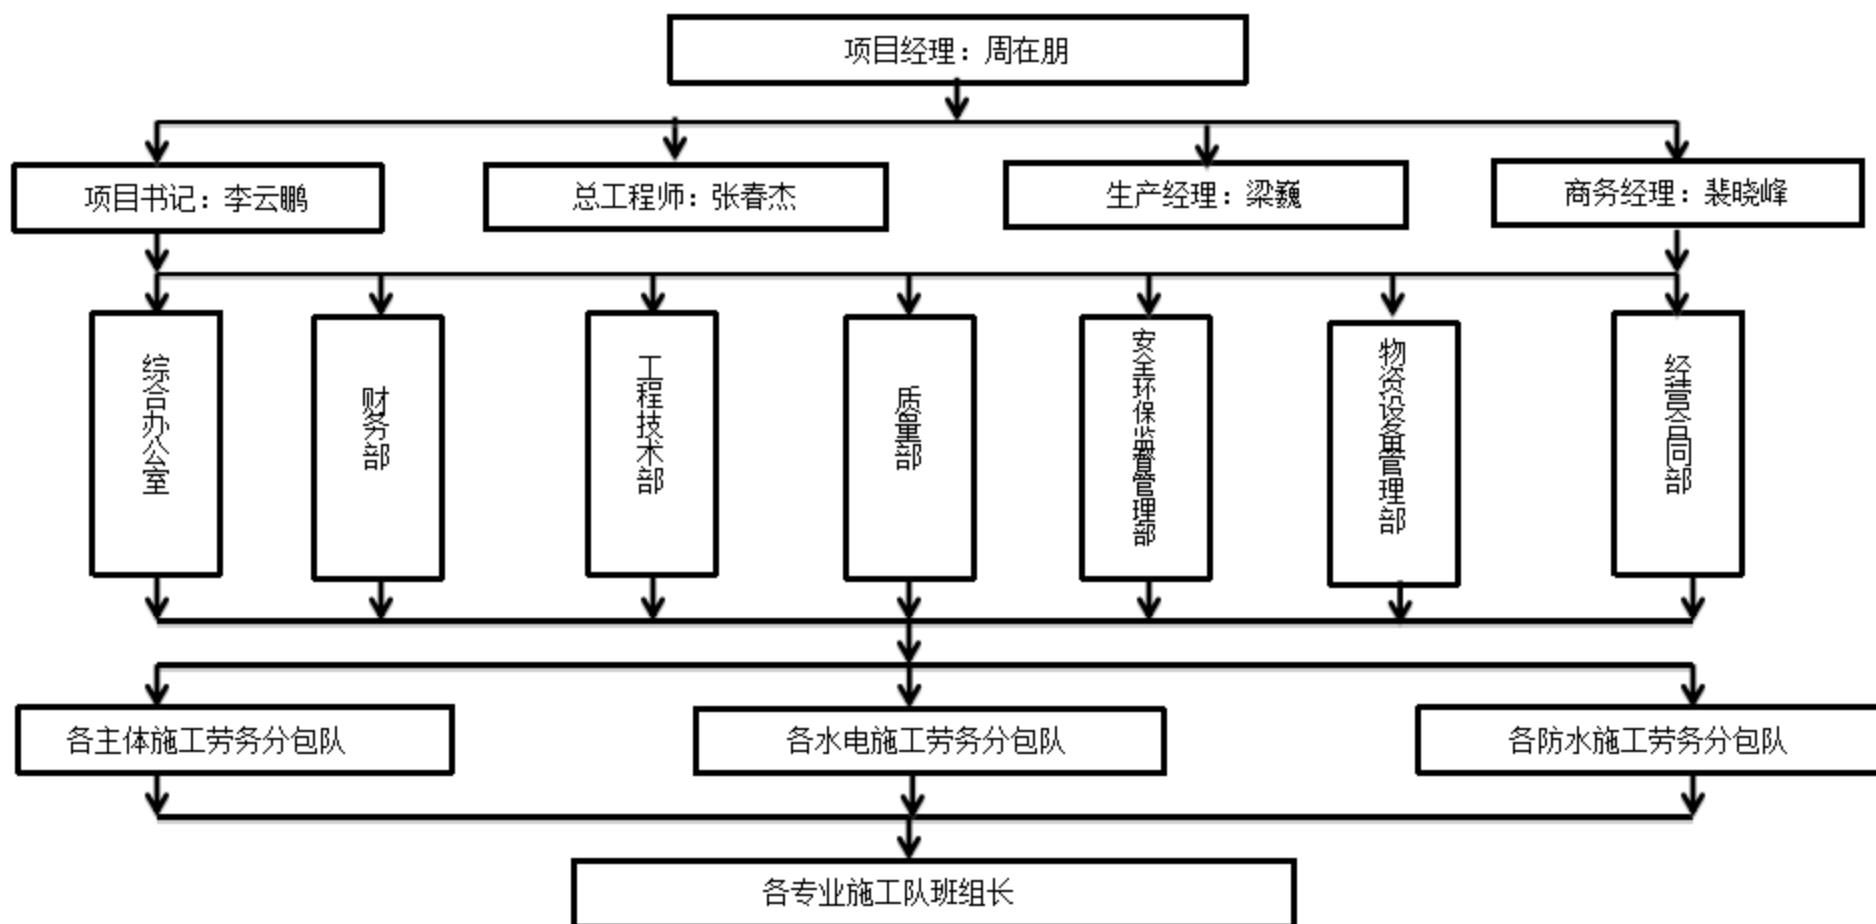 项目经理：周在朋
项目书记：李云鹏
总工程师：张春杰
生产经理：梁巍
商务经理：裴晓峰
综合办公室
财务部
工程技术部
质量部
安全环保监督管理部
物资设备管理部
经营合同部
各主体施工劳务分包队
各水电施工劳务分包队
各防水施工劳务分包队
各专业施工队班组长